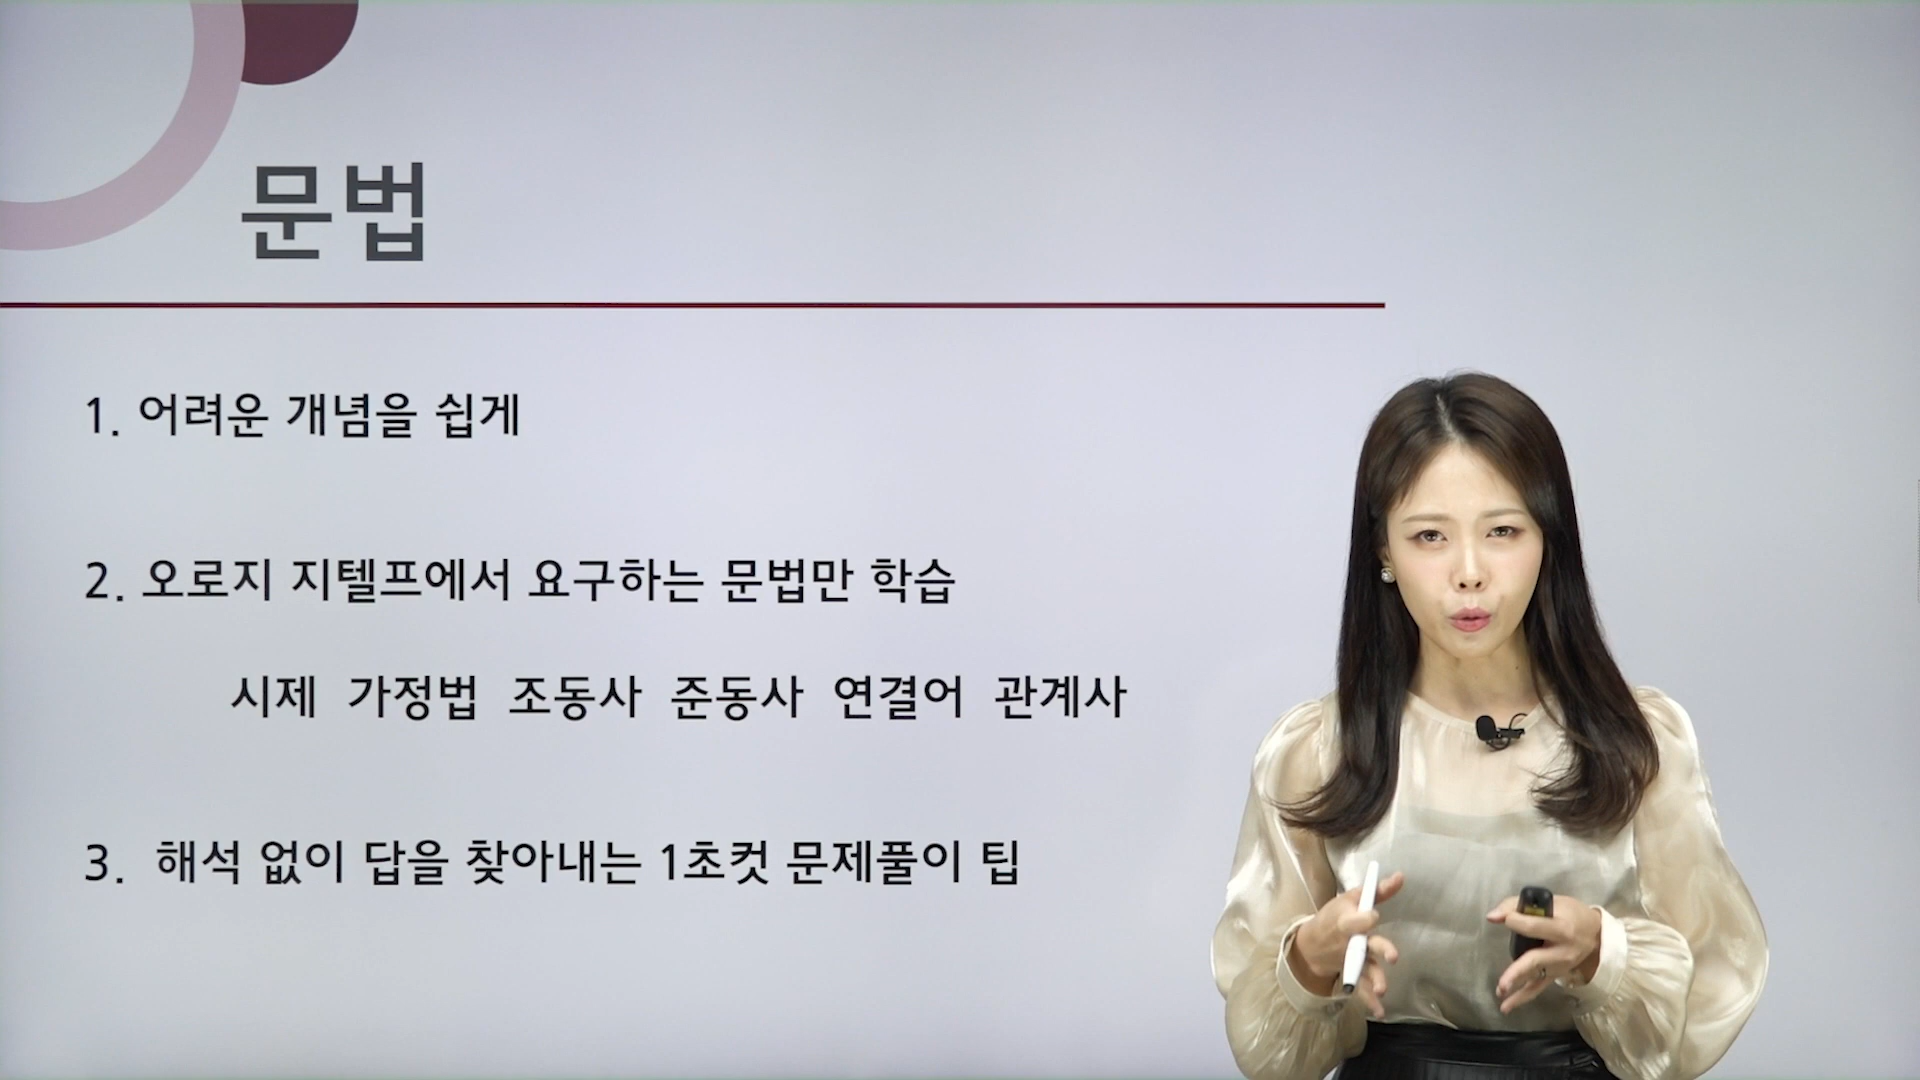 문법
1. 어려운 개념을 쉽게
2. 오로지 지텔프에서 요구하는 문법만 학습
시제 가정법 조동사 준동사 연결어 관계사
3. 해석 없이 답을 찾아내는 1초컷 문제풀이 팁